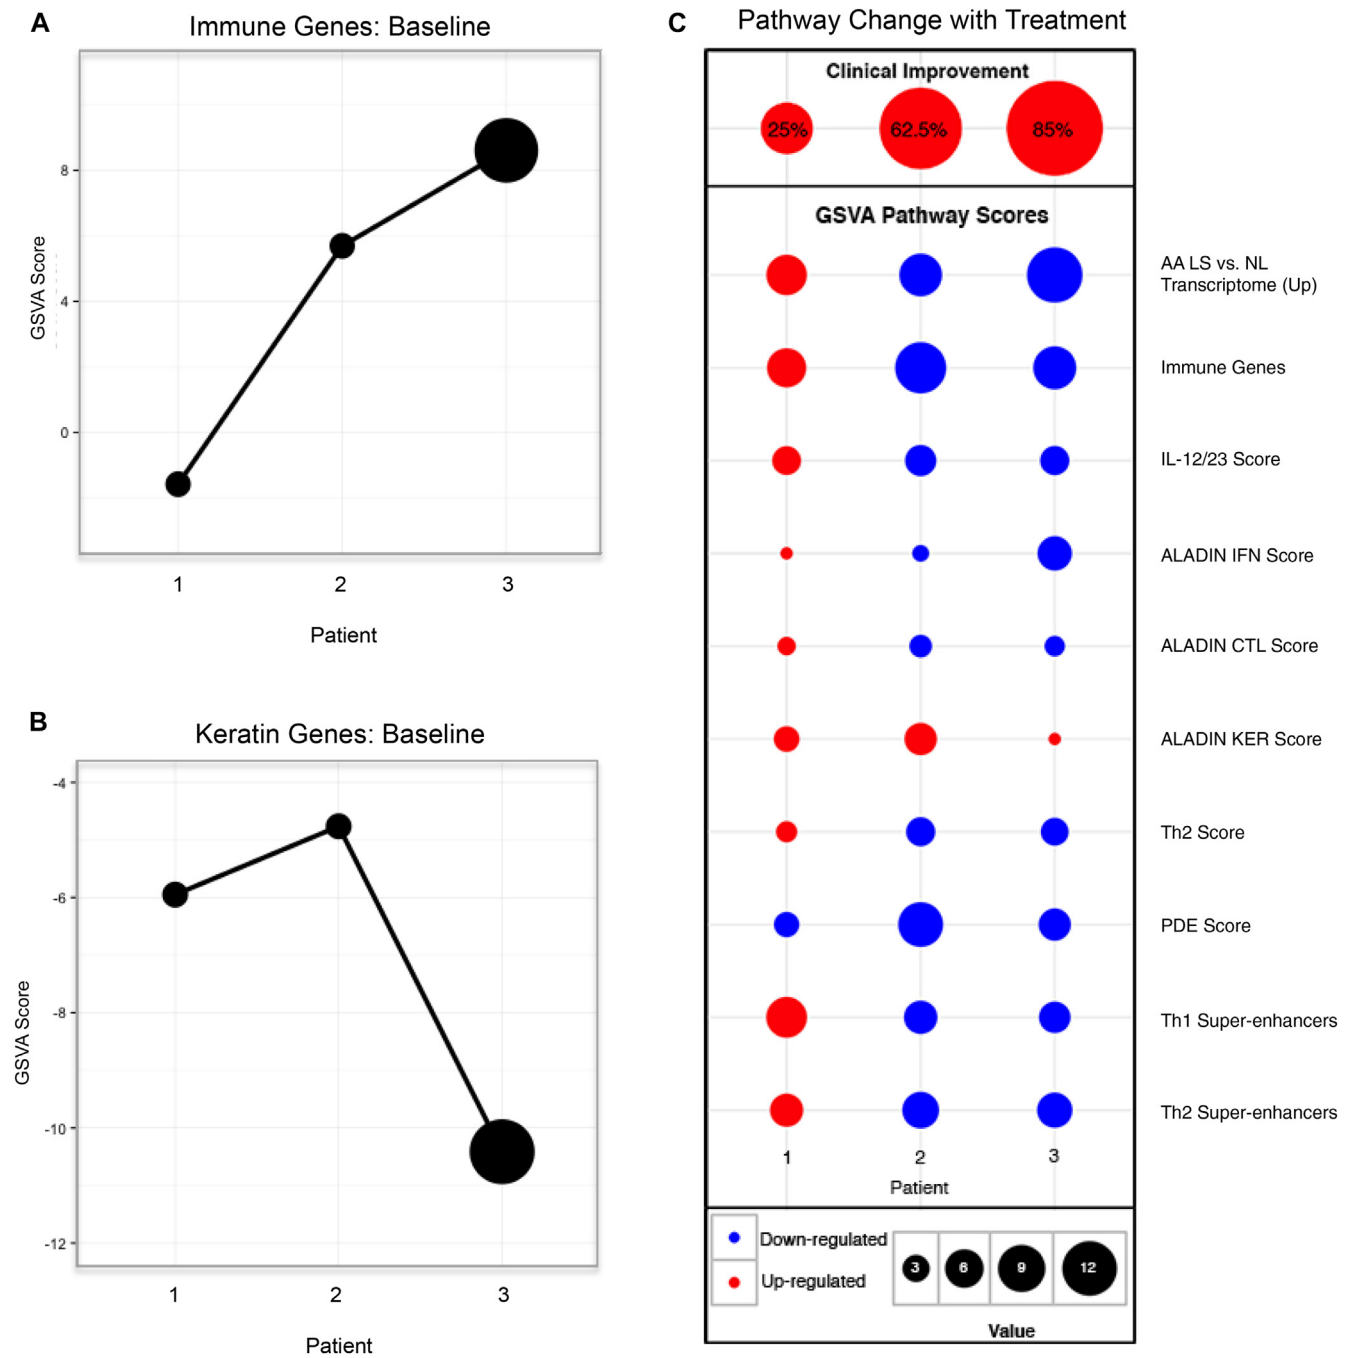 A
Immune Genes: Baseline
GSVA Score
8
4
0
1
2
3
Patient
B
Keratin Genes: Baseline
GSVA Score
-4
-6
-8
-10
-12
1
2
3
Patient
C
Pathway Change with Treatment
Clinical Improvement
25%
62.5%
85%
GSVA Pathway Scores
AA LS vs. NL
Transcriptome (Up)
Immune Genes
IL-12/23 Score
ALADIN IFN Score
ALADIN CTL Score
ALADIN KER Score
Th2 Score
PDE Score
Th1 Super-enhancers
Th2 Super-enhancers
1
2
3
Patient
Down-regulated
Up-regulated
3
6
9
12
Value